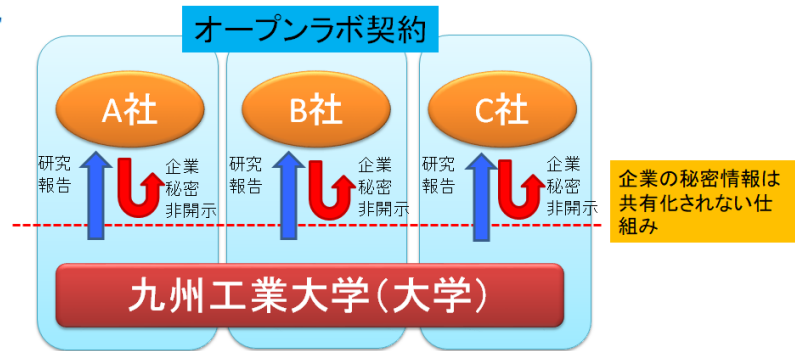 オープンラボ契約
A社
B社
C社
研究
報告
企業
秘密
非開示
研究
報告
企業
秘密
非開示
研究
報告
企業
秘密
非開示
企業の秘密情報は
共有化されない仕
組み
九州工業大学(大学)